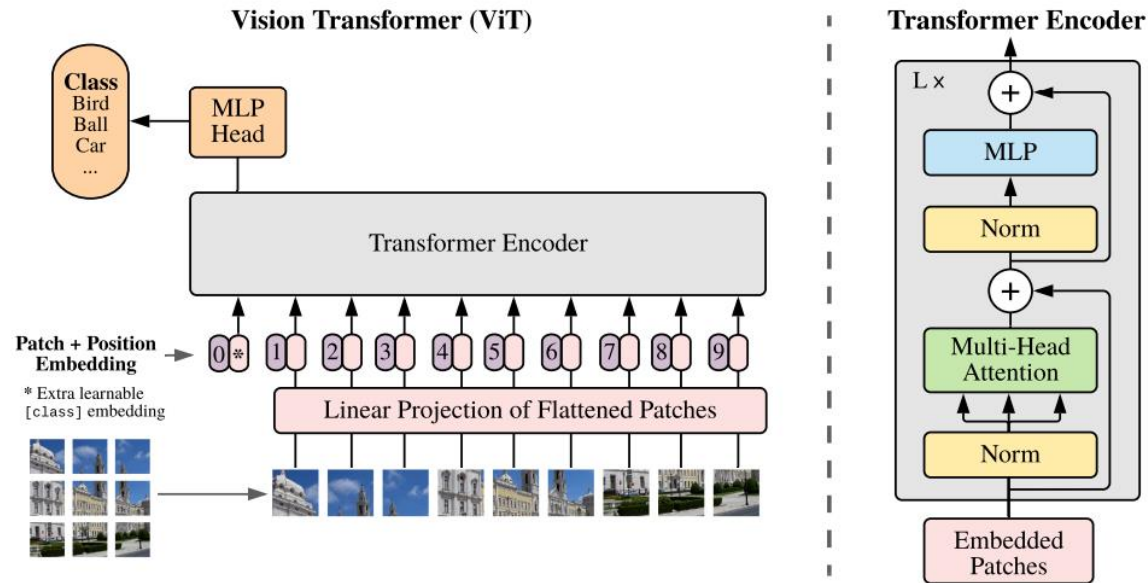 Vision Transformer (ViT)
Class
Bird
Ball
Car
...
MLP
Head
Transformer Encoder
Patch + Position
Embedding
* Extra learnable
[class] embedding
0 * 1 2 3 4 5 6 7 8 9
Linear Projection of Flattened Patches
Transformer Encoder
L x
+
MLP
Norm
+
Multi-Head
Attention
Norm
Embedded
Patches